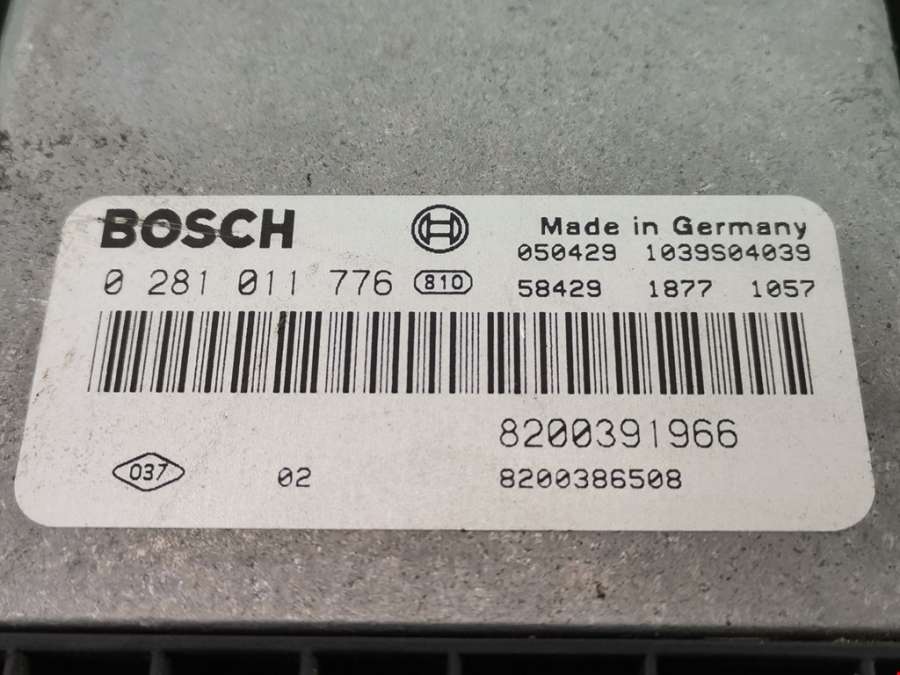 BOSCH
Made in Germany
050429 1039S04039
0 281 011 776 810
58429 1877 1057
8200391966
037 02 8200386508